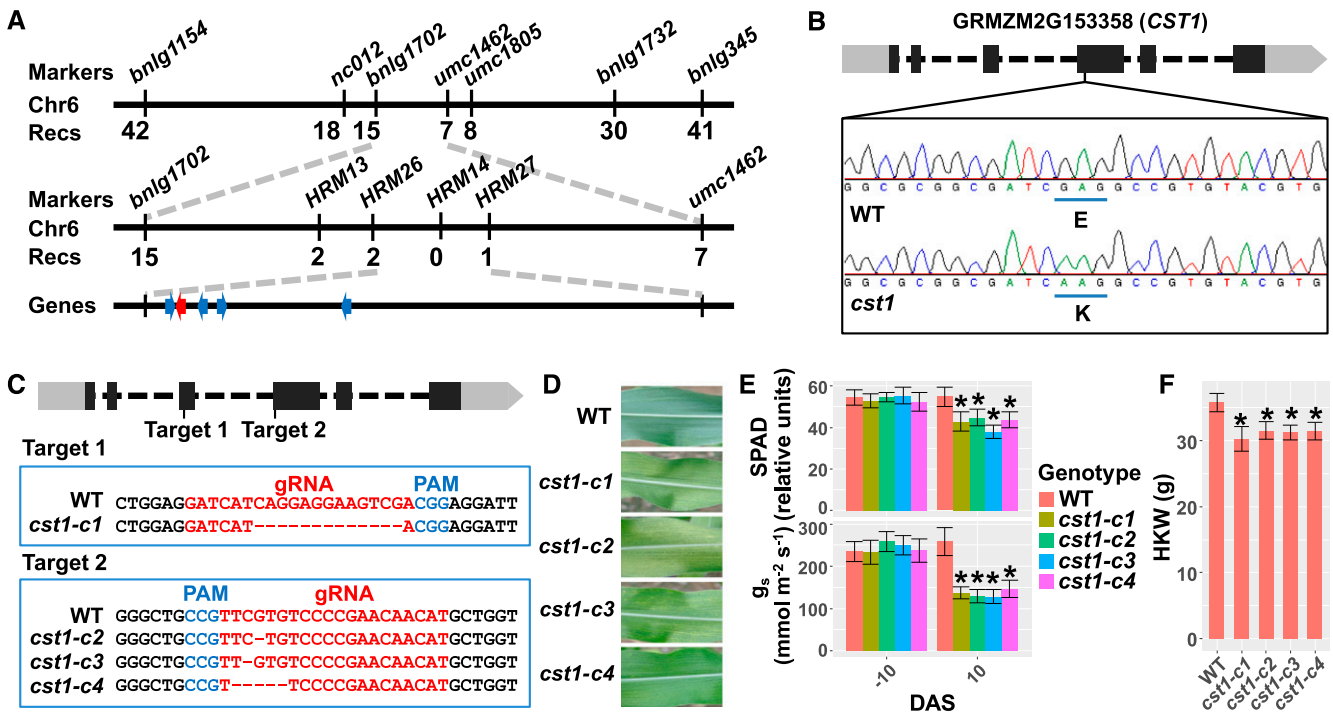 A
Markers bnlg1154 nc012 bnlg1702 umc1462 umc1805 bnlg1732 bnlg345
Chr6
Recs 42 18 15 7 8 30 41
Markers bnlg1702 HRM13 HRM26 HRM14 HRM27 umc1462
Chr6
Recs 15 2 2 0 1 7
Genes
B
GRMZM2G153358 (CST1)
GGCGCGGCGATCGAGGCCGTGTACGTG
WT E
GGCGCGGCGATCAAGGCCGTGTACGTG
cst1 K
C
Target 1 Target 2
Target 1
gRNA PAM
WT CTGGAGGATCATCAGGAGGAAGTCGACGGAGGATT
cst1-c1 CTGGAGGATCAT---------------ACGGAGGATT
Target 2
PAM gRNA
WT GGGCTGCCGTTCGTGTCCCCGAACAACATGCTGGT
cst1-c2 GGGCTGCCGTTC-TGTCCCCGAACAACATGCTGGT
cst1-c3 GGGCTGCCGTT-GTGTCCCCGAACAACATGCTGGT
cst1-c4 GGGCTGCCGT-----TCCCCGAACAACATGCTGGT
D
WT
cst1-c1
cst1-c2
cst1-c3
cst1-c4
E
SPAD
(relative units)
60
40
20
0
* * * *
gs
(mmol m⁻² s⁻¹)
300
200
100
0
* * * *
-10 10
DAS
Genotype
WT
cst1-c1
cst1-c2
cst1-c3
cst1-c4
F
HKW (g)
30
20
10
0
* * * *
WT cst1-c1 cst1-c2 cst1-c3 cst1-c4